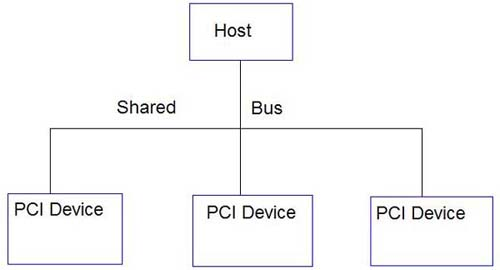 Host
Shared Bus
PCI Device
PCI Device
PCI Device